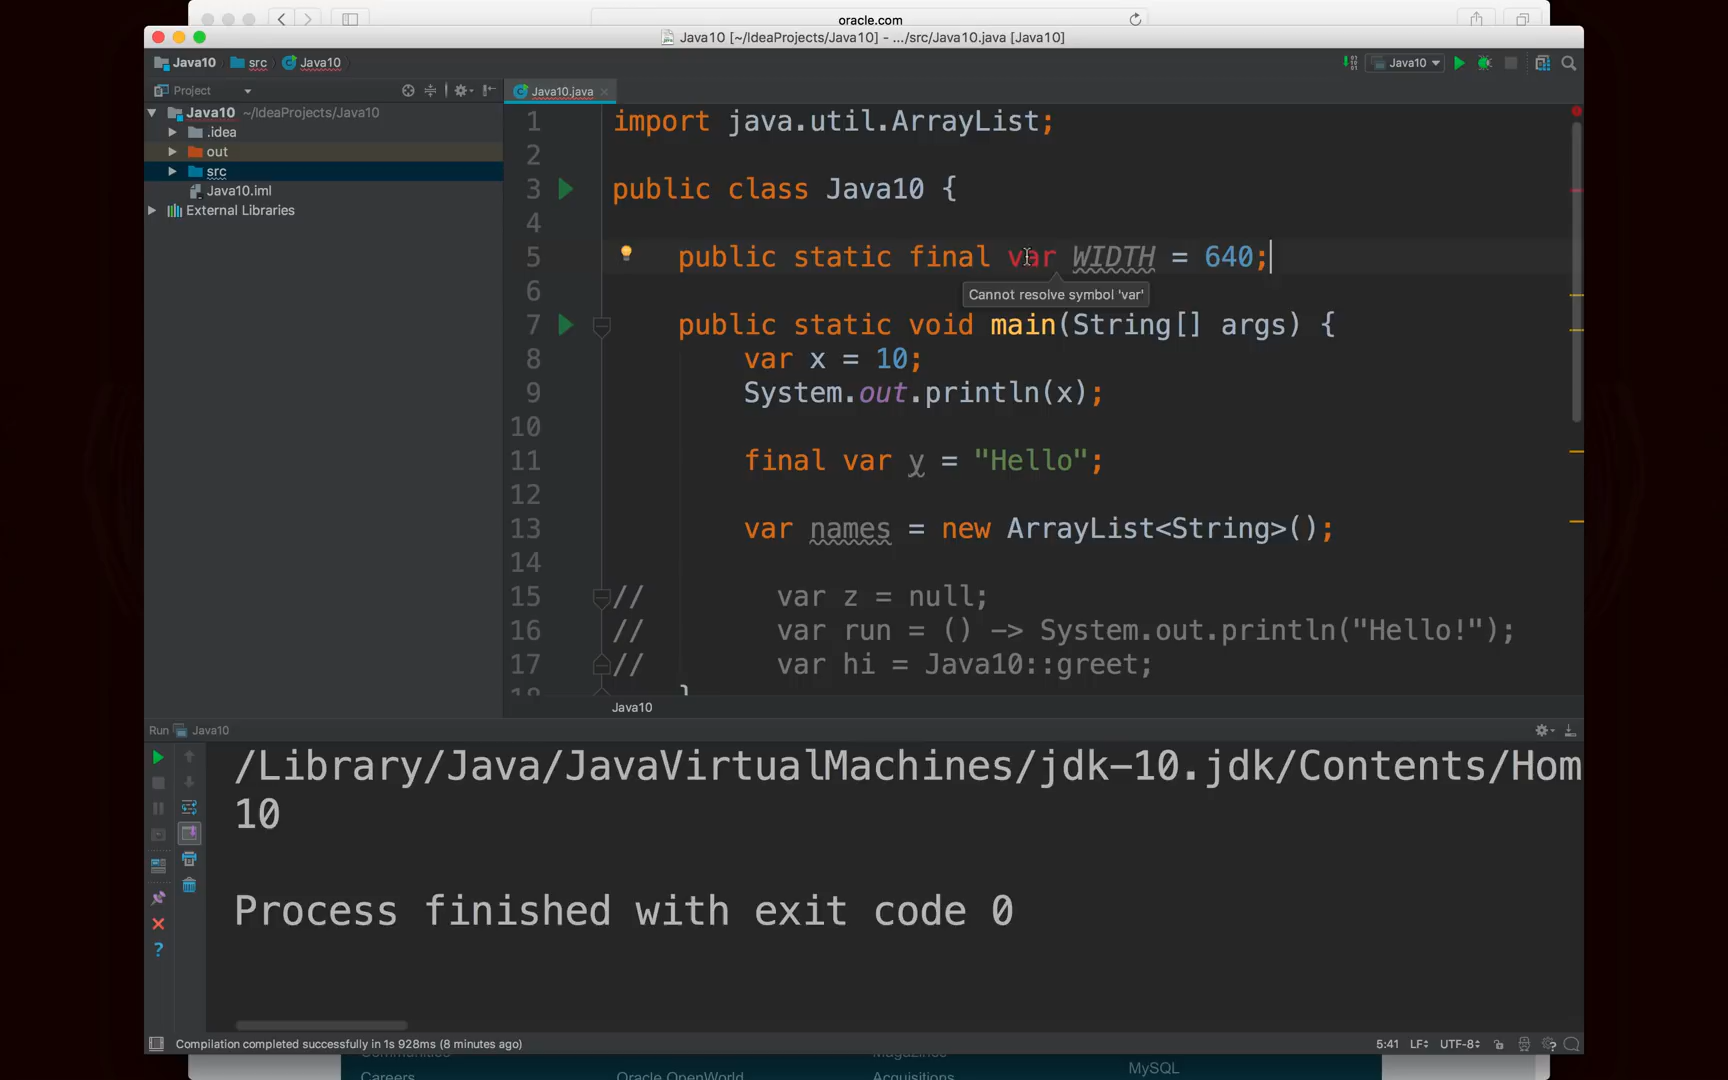 oracle.com
Java10 [~/IdeaProjects/Java10] - .../src/Java10.java [Java10]
Java10 src Java10
Java10
Project
Java10.java
Java10 ~/IdeaProjects/Java10
.idea
out
src
Java10.iml
External Libraries
1 import java.util.ArrayList;
2
3 public class Java10 {
4
5 public static final var WIDTH = 640;
6
Cannot resolve symbol 'var'
7 public static void main(String[] args) {
8 var x = 10;
9 System.out.println(x);
10
11 final var y = "Hello";
12
13 var names = new ArrayList<String>();
14
15 // var z = null;
16 // var run = () -> System.out.println("Hello!");
17 // var hi = Java10::greet;
18 }
Java10
Run Java10
/Library/Java/JavaVirtualMachines/jdk-10.jdk/Contents/Hom
10
Process finished with exit code 0
Compilation completed successfully in 1s 928ms (8 minutes ago)
5:41 LF UTF-8
Communities
Magazines
MySQL
Careers
Oracle OpenWorld
Acquisitions